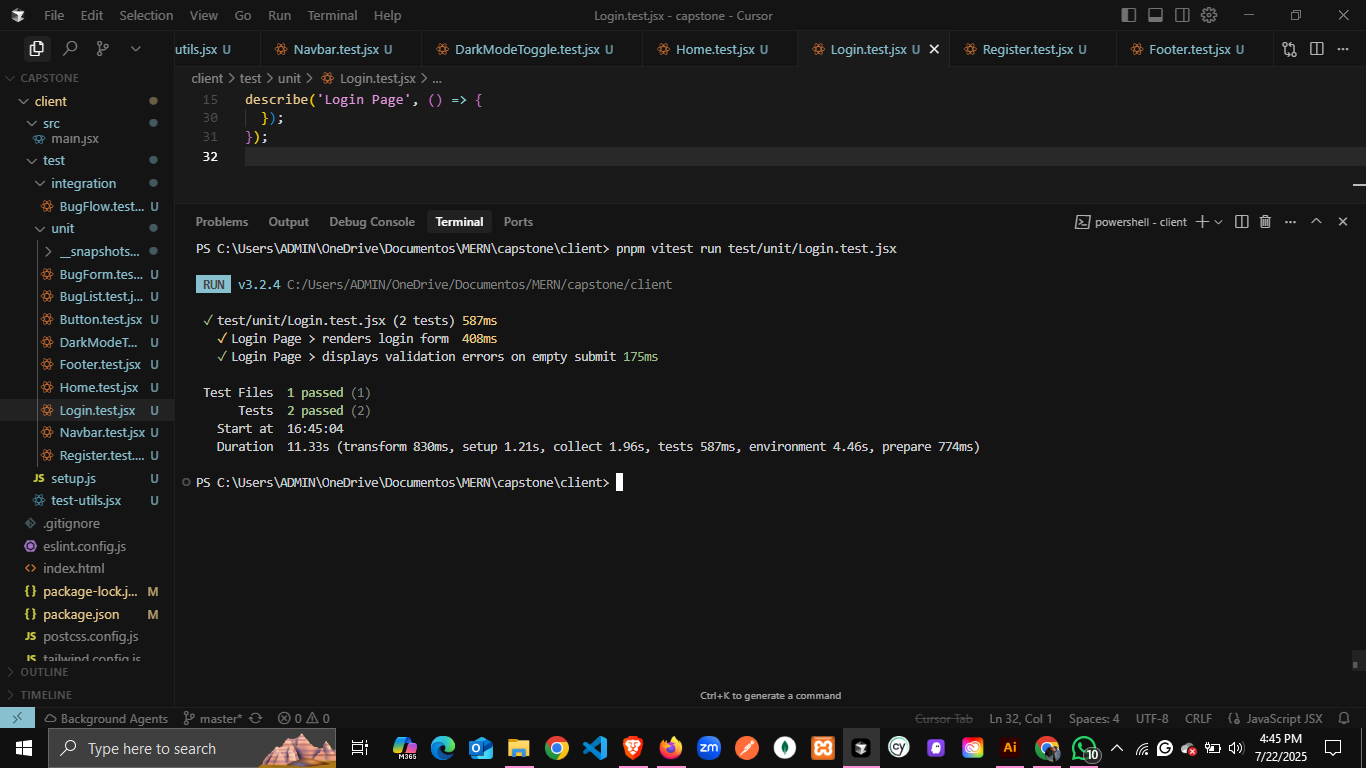 File Edit Selection View Go Run Terminal Help
Login.test.jsx - capstone - Cursor
utils.jsx U Navbar.test.jsx U DarkModeToggle.test.jsx U Home.test.jsx U Login.test.jsx U Register.test.jsx U Footer.test.jsx U
CAPSTONE
client
src
main.jsx
test
integration
BugFlow.test... U
unit
__snapshots...
BugForm.tes... U
BugList.test.j... U
Button.test.jsx U
DarkModeT... U
Footer.test.jsx U
Home.test.jsx U
Login.test.jsx U
Navbar.test.jsx U
Register.test.... U
JS setup.js U
test-utils.jsx U
.gitignore
eslint.config.js
<> index.html
{} package-lock.j... M
{} package.json M
JS postcss.config.js
JS tailwind.config.js
OUTLINE
TIMELINE
client > test > unit > Login.test.jsx > ...
15 describe('Login Page', () => {
30 });
31 });
32
Problems Output Debug Console Terminal Ports
powershell - client
PS C:\Users\ADMIN\OneDrive\Documentos\MERN\capstone\client> pnpm vitest run test/unit/Login.test.jsx
RUN v3.2.4 C:/Users/ADMIN/OneDrive/Documentos/MERN/capstone/client
✓ test/unit/Login.test.jsx (2 tests) 587ms
✓ Login Page > renders login form 408ms
✓ Login Page > displays validation errors on empty submit 175ms
Test Files 1 passed (1)
Tests 2 passed (2)
Start at 16:45:04
Duration 11.33s (transform 830ms, setup 1.21s, collect 1.96s, tests 587ms, environment 4.46s, prepare 774ms)
PS C:\Users\ADMIN\OneDrive\Documentos\MERN\capstone\client>
Ctrl+K to generate a command
Background Agents master* 0 0 Cursor Tab Ln 32, Col 1 Spaces: 4 UTF-8 CRLF {} JavaScript JSX
Type here to search
M365
zm
cy
Ai
10
4:45 PM
7/22/2025